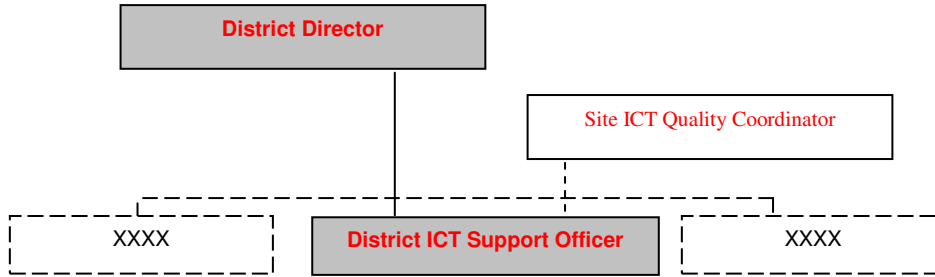 District Director
Site ICT Quality Coordinator
XXXX
District ICT Support Officer
XXXX